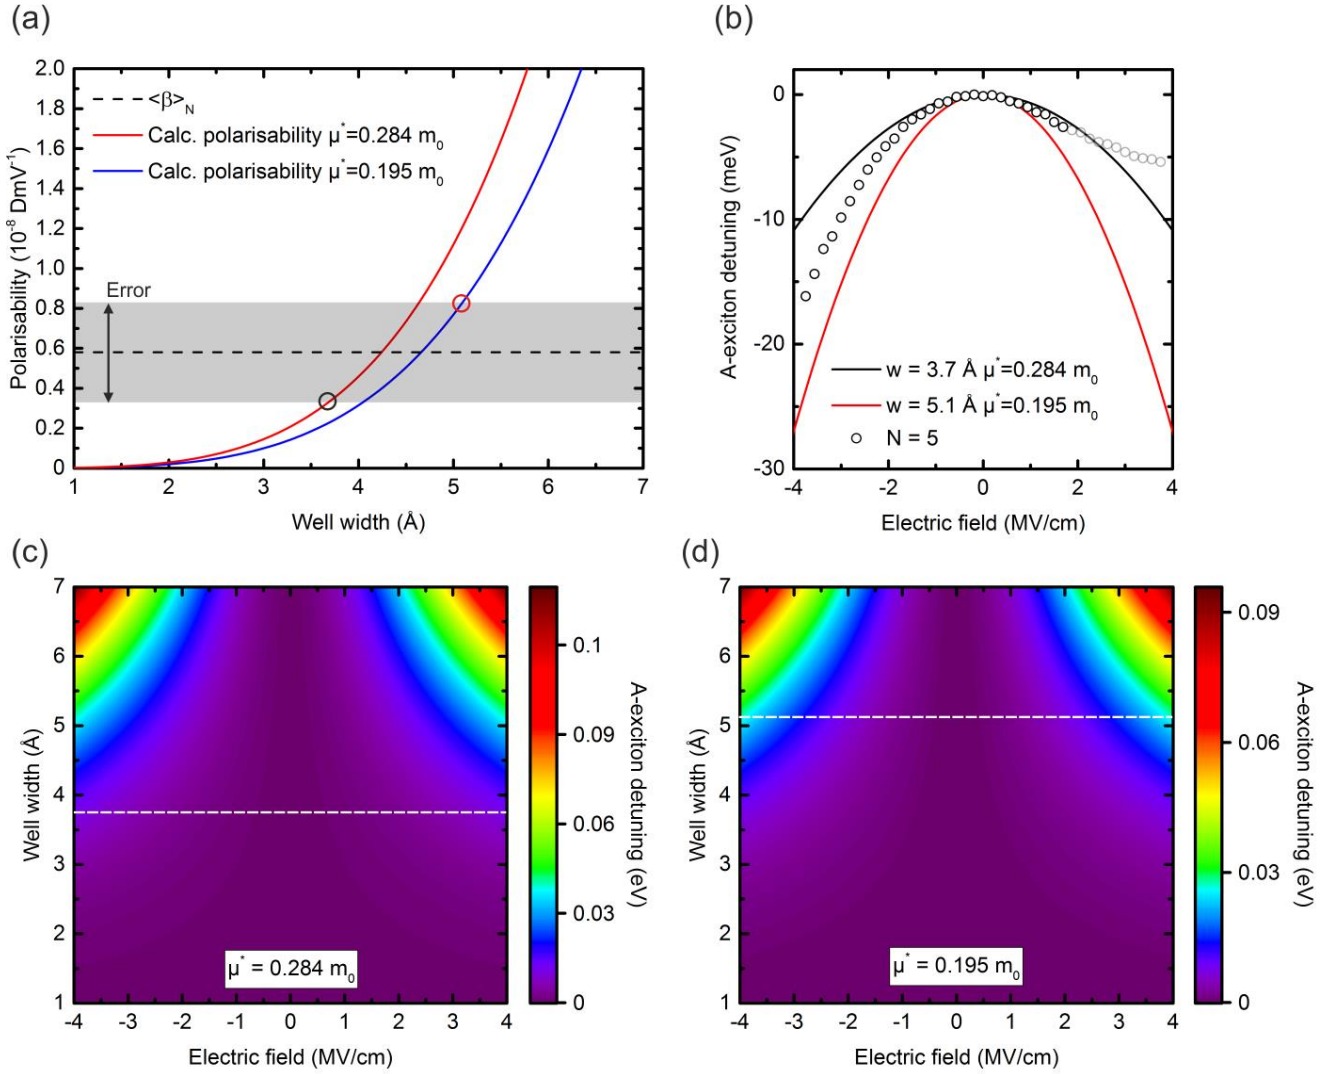 (a)
2.0
1.8
1.6
1.4
1.2
1.0
0.8
0.6
0.4
0.2
0
Polarisability (10⁻⁸ DmV⁻¹)
<β>_N
Calc. polarisability μ*=0.284 m₀
Calc. polarisability μ*=0.195 m₀
Error
1 2 3 4 5 6 7
Well width (Å)
(b)
0
-10
-20
-30
A-exciton detuning (meV)
w = 3.7 Å μ*=0.284 m₀
w = 5.1 Å μ*=0.195 m₀
N = 5
-4 -2 0 2 4
Electric field (MV/cm)
(c)
7
6
5
4
3
2
1
Well width (Å)
μ* = 0.284 m₀
-4 -3 -2 -1 0 1 2 3 4
Electric field (MV/cm)
0.1
0.09
0.06
0.03
0
A-exciton detuning (eV)
(d)
7
6
5
4
3
2
1
Well width (Å)
μ* = 0.195 m₀
-4 -3 -2 -1 0 1 2 3 4
Electric field (MV/cm)
0.09
0.06
0.03
0
A-exciton detuning (eV)